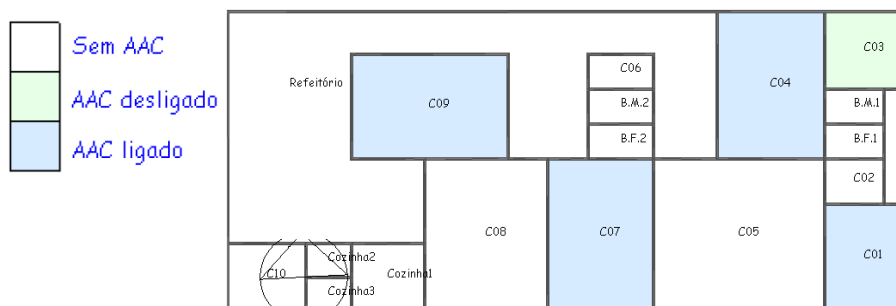 Sem AAC
AAC desligado
AAC ligado
Refeitório
C09
C06
B.M.2
B.F.2
C04
C03
B.M.1
B.F.1
C02
C08
C07
C05
C01
C10
Cozinha2
Cozinha1
Cozinha3